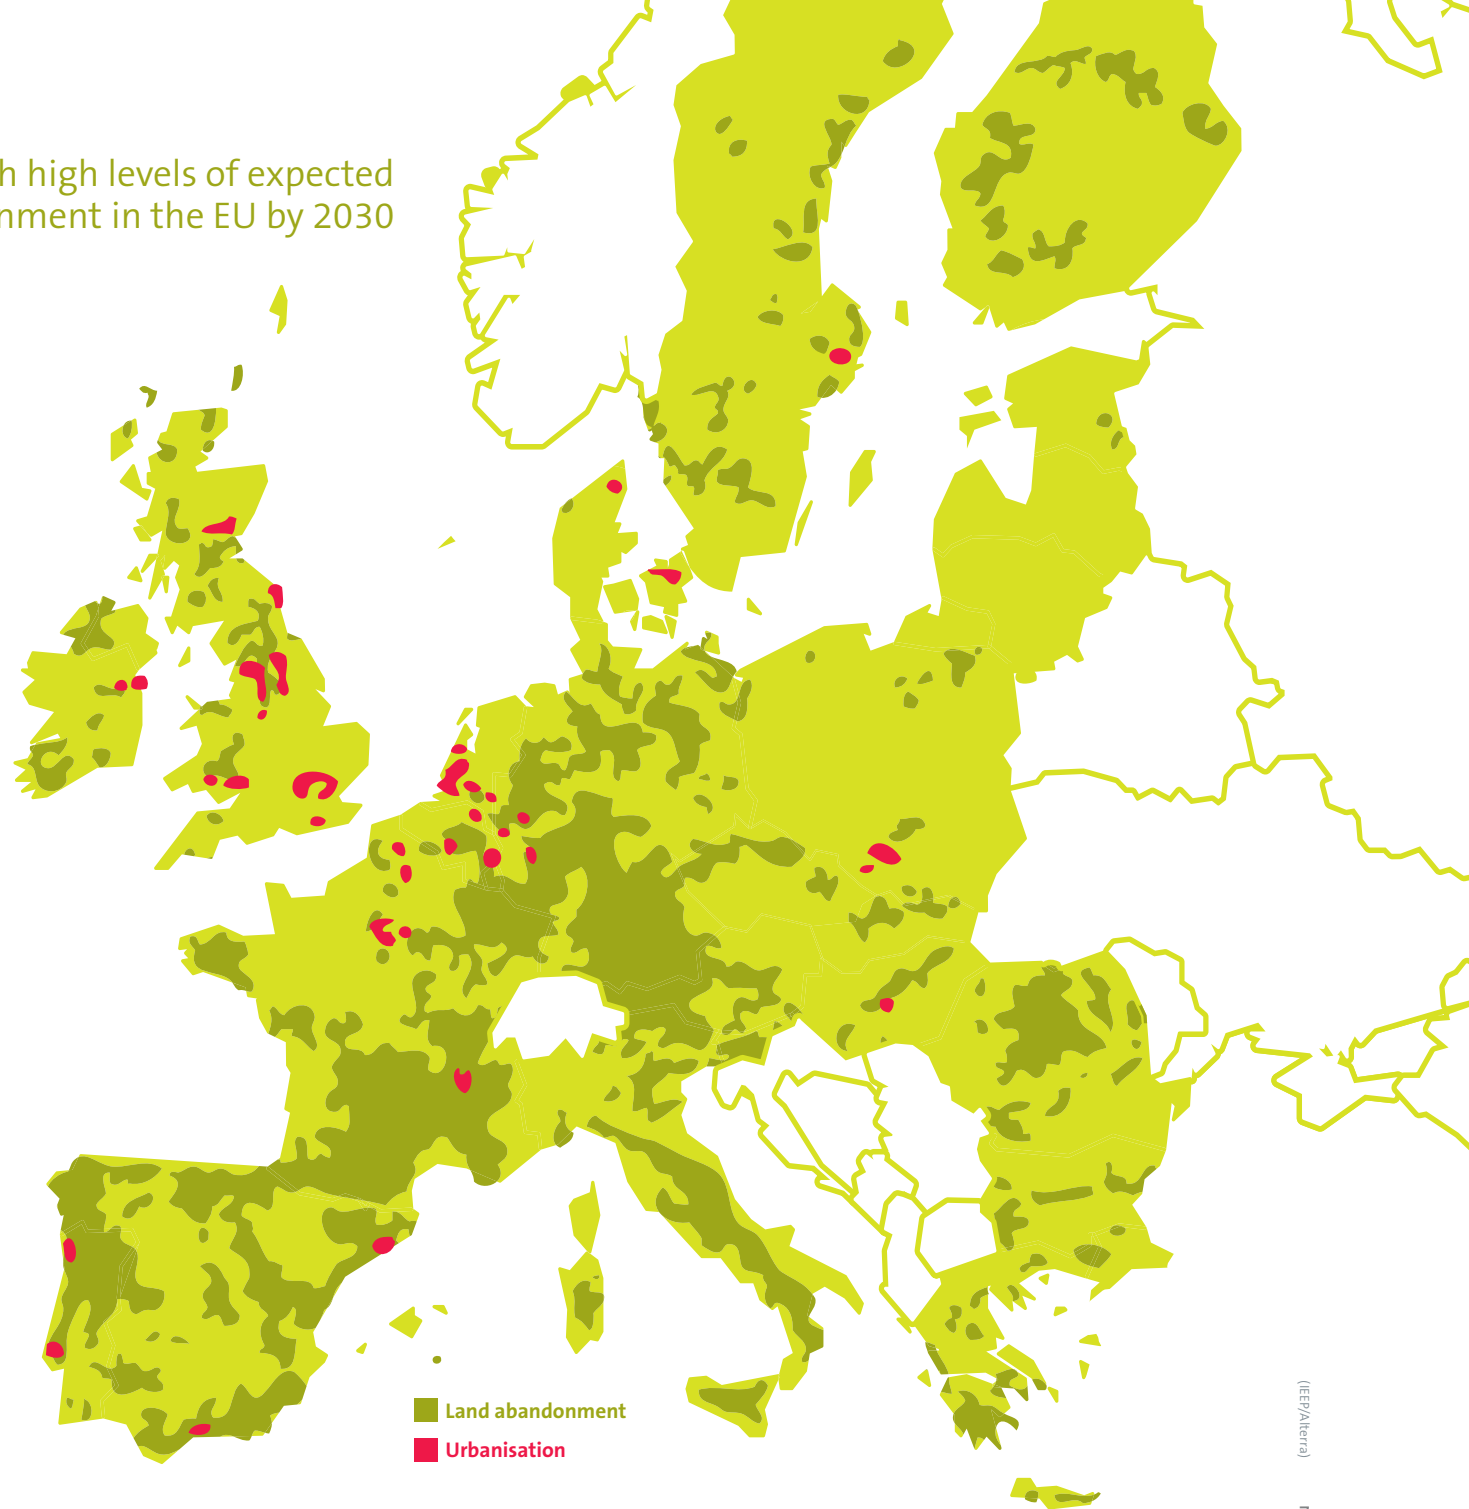 h high levels of expected
nment in the EU by 2030
Land abandonment
Urbanisation
(IEEP/Alterra)